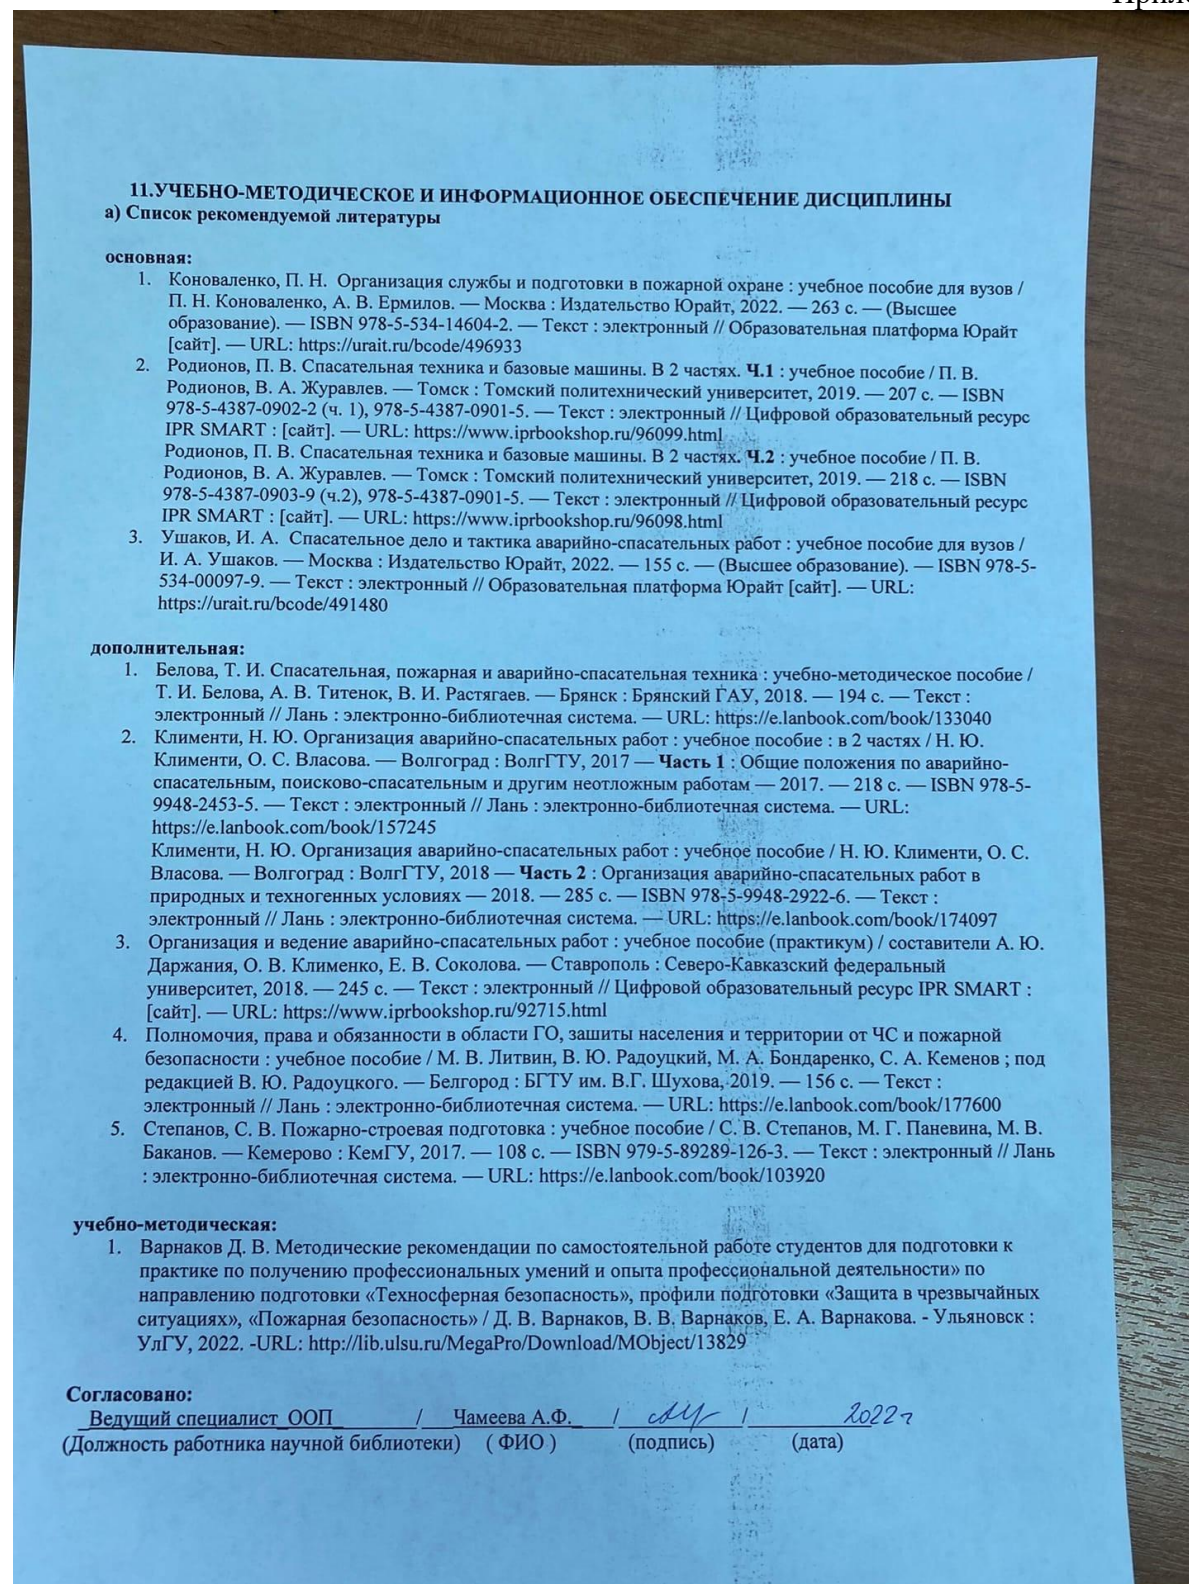 11.УЧЕБНО-МЕТОДИЧЕСКОЕ И ИНФОРМАЦИОННОЕ ОБЕСПЕЧЕНИЕ ДИСЦИПЛИНЫ
а) Список рекомендуемой литературы
основная:
1. Коноваленко, П. Н. Организация службы и подготовки в пожарной охране : учебное пособие для вузов /
П. Н. Коноваленко, А. В. Ермилов. — Москва : Издательство Юрайт, 2022. — 263 с. — (Высшее
образование). — ISBN 978-5-534-14604-2. — Текст : электронный // Образовательная платформа Юрайт
[сайт]. — URL: https://urait.ru/bcode/496933
2. Родионов, П. В. Спасательная техника и базовые машины. В 2 частях. Ч.1 : учебное пособие / П. В.
Родионов, В. А. Журавлев. — Томск : Томский политехнический университет, 2019. — 207 с. — ISBN
978-5-4387-0902-2 (ч. 1), 978-5-4387-0901-5. — Текст : электронный // Цифровой образовательный ресурс
IPR SMART : [сайт]. — URL: https://www.iprbookshop.ru/96099.html
Родионов, П. В. Спасательная техника и базовые машины. В 2 частях. Ч.2 : учебное пособие / П. В.
Родионов, В. А. Журавлев. — Томск : Томский политехнический университет, 2019. — 218 с. — ISBN
978-5-4387-0903-9 (ч.2), 978-5-4387-0901-5. — Текст : электронный // Цифровой образовательный ресурс
IPR SMART : [сайт]. — URL: https://www.iprbookshop.ru/96098.html
3. Ушаков, И. А. Спасательное дело и тактика аварийно-спасательных работ : учебное пособие для вузов /
И. А. Ушаков. — Москва : Издательство Юрайт, 2022. — 155 с. — (Высшее образование). — ISBN 978-5-
534-00097-9. — Текст : электронный // Образовательная платформа Юрайт [сайт]. — URL:
https://urait.ru/bcode/491480
дополнительная:
1. Белова, Т. И. Спасательная, пожарная и аварийно-спасательная техника : учебно-методическое пособие /
Т. И. Белова, А. В. Титенок, В. И. Растягаев. — Брянск : Брянский ГАУ, 2018. — 194 с. — Текст :
электронный // Лань : электронно-библиотечная система. — URL: https://e.lanbook.com/book/133040
2. Клименти, Н. Ю. Организация аварийно-спасательных работ : учебное пособие : в 2 частях / Н. Ю.
Клименти, О. С. Власова. — Волгоград : ВолгГТУ, 2017 — Часть 1 : Общие положения по аварийно-
спасательным, поисково-спасательным и другим неотложным работам — 2017. — 218 с. — ISBN 978-5-
9948-2453-5. — Текст : электронный // Лань : электронно-библиотечная система. — URL:
https://e.lanbook.com/book/157245
Клименти, Н. Ю. Организация аварийно-спасательных работ : учебное пособие / Н. Ю. Клименти, О. С.
Власова. — Волгоград : ВолгГТУ, 2018 — Часть 2 : Организация аварийно-спасательных работ в
природных и техногенных условиях — 2018. — 285 с. — ISBN 978-5-9948-2922-6. — Текст :
электронный // Лань : электронно-библиотечная система. — URL: https://e.lanbook.com/book/174097
3. Организация и ведение аварийно-спасательных работ : учебное пособие (практикум) / составители А. Ю.
Даржания, О. В. Клименко, Е. В. Соколова. — Ставрополь : Северо-Кавказский федеральный
университет, 2018. — 245 с. — Текст : электронный // Цифровой образовательный ресурс IPR SMART :
[сайт]. — URL: https://www.iprbookshop.ru/92715.html
4. Полномочия, права и обязанности в области ГО, зашиты населения и территории от ЧС и пожарной
безопасности : учебное пособие / М. В. Литвин, В. Ю. Радоуцкий, М. А. Бондаренко, С. А. Кеменов ; под
редакцией В. Ю. Радоуцкого. — Белгород : БГТУ им. В.Г. Шухова, 2019. — 156 с. — Текст :
электронный // Лань : электронно-библиотечная система. — URL: https://e.lanbook.com/book/177600
5. Степанов, С. В. Пожарно-строевая подготовка : учебное пособие / С. В. Степанов, М. Г. Паневина, М. В.
Баканов. — Кемерово : КемГУ, 2017. — 108 с. — ISBN 979-5-89289-126-3. — Текст : электронный // Лань
: электронно-библиотечная система. — URL: https://e.lanbook.com/book/103920
учебно-методическая:
1. Варнаков Д. В. Методические рекомендации по самостоятельной работе студентов для подготовки к
практике по получению профессиональных умений и опыта профессиональной деятельности» по
направлению подготовки «Техносферная безопасность», профили подготовки «Защита в чрезвычайных
ситуациях», «Пожарная безопасность» / Д. В. Варнаков, В. В. Варнаков, Е. А. Варнакова. - Ульяновск :
УлГУ, 2022. -URL: http://lib.ulsu.ru/MegaPro/Download/MObject/13829
Согласовано:
Ведущий специалист ООП / Чамеева А.Ф. / / 2022г
(Должность работника научной библиотеки) ( ФИО ) (подпись) (дата)